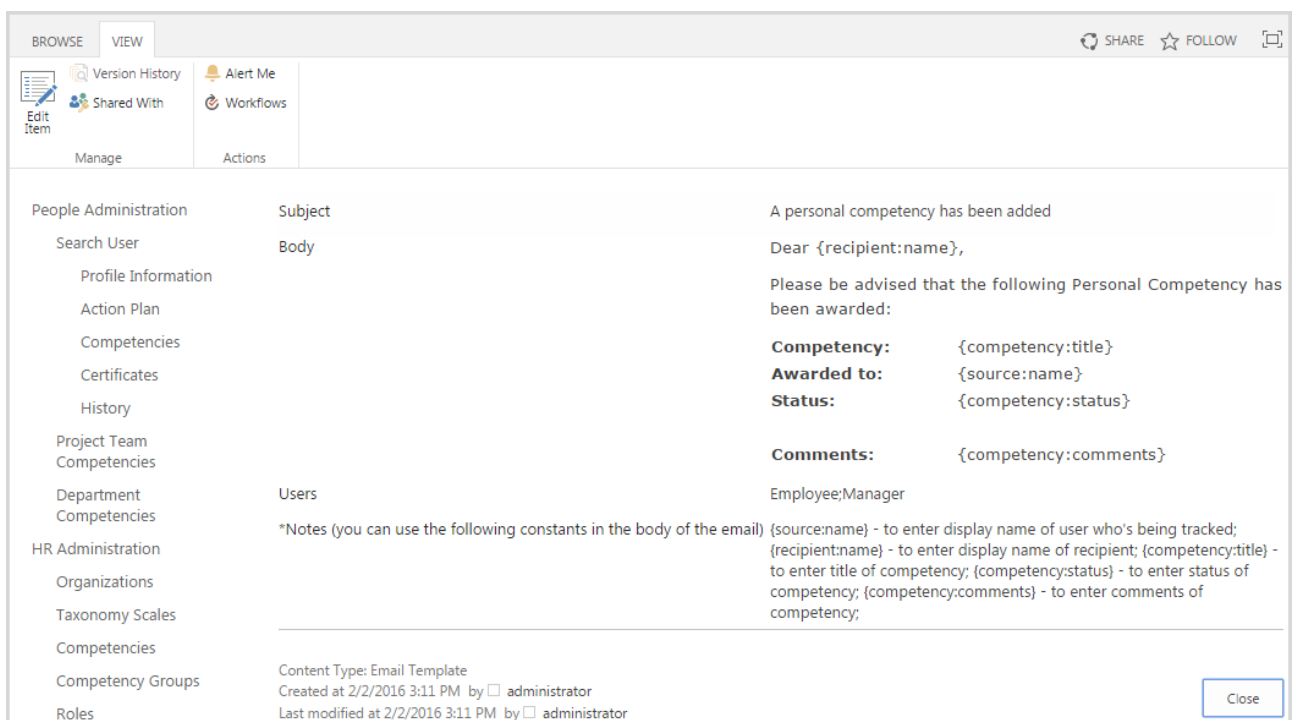 BROWSE VIEW SHARE FOLLOW
Version History Alert Me
Shared With Workflows
Edit
Item
Manage Actions
People Administration
Search User
Profile Information
Action Plan
Competencies
Certificates
History
Project Team
Competencies
Department
Competencies
HR Administration
Organizations
Taxonomy Scales
Competencies
Competency Groups
Roles
Subject A personal competency has been added
Body Dear {recipient:name},
Please be advised that the following Personal Competency has
been awarded:
Competency: {competency:title}
Awarded to: {source:name}
Status: {competency:status}
Comments: {competency:comments}
Users Employee;Manager
*Notes (you can use the following constants in the body of the email) {source:name} - to enter display name of user who's being tracked;
{recipient:name} - to enter display name of recipient; {competency:title} -
to enter title of competency; {competency:status} - to enter status of
competency; {competency:comments} - to enter comments of
competency;
Content Type: Email Template
Created at 2/2/2016 3:11 PM by administrator
Last modified at 2/2/2016 3:11 PM by administrator
Close